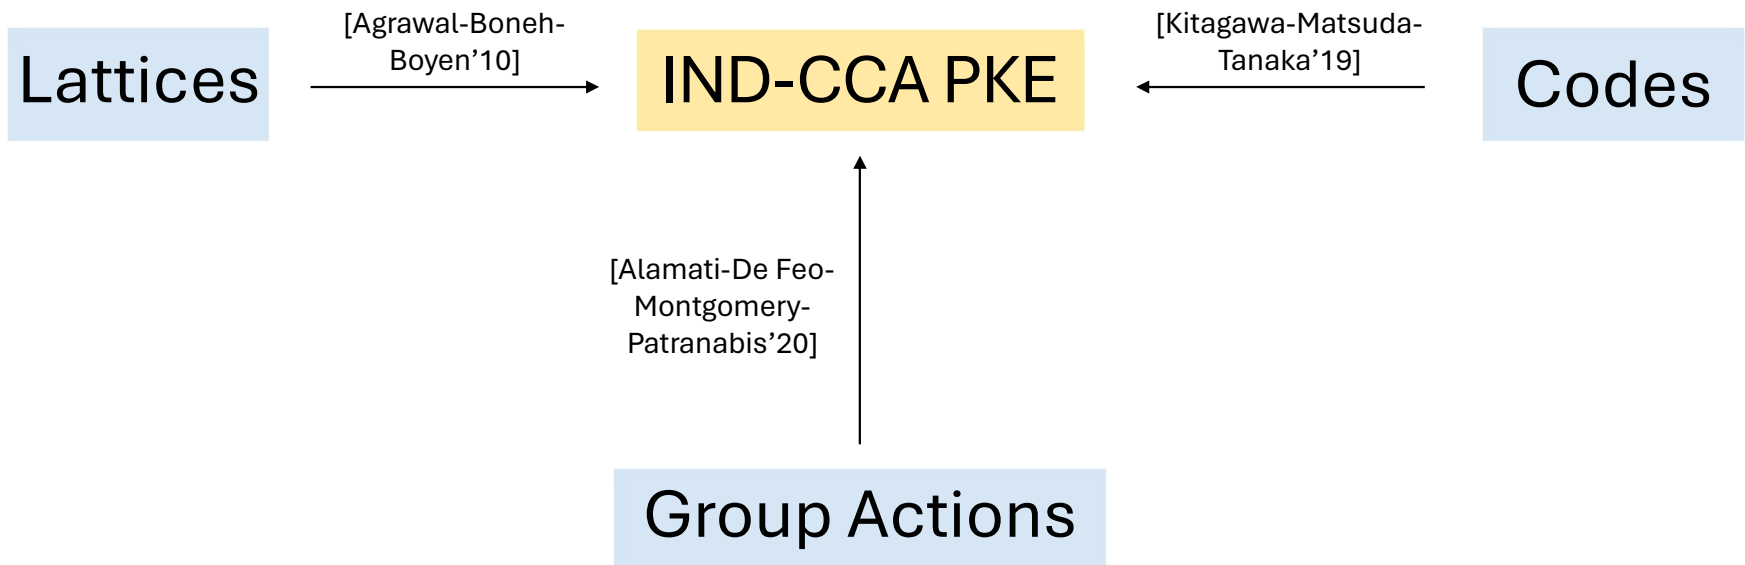 Lattices
[Agrawal-Boneh-
Boyen’10]
IND-CCA PKE
[Kitagawa-Matsuda-
Tanaka’19]
Codes
[Alamati-De Feo-
Montgomery-
Patranabis’20]
Group Actions